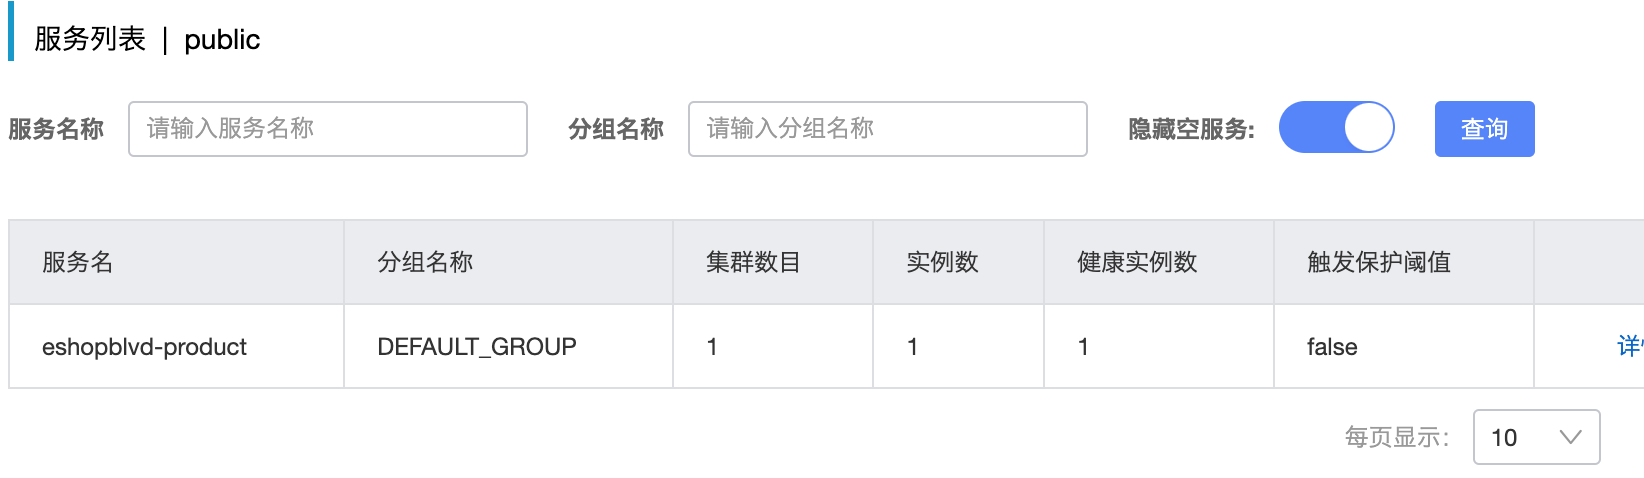 服务列表 | public
服务名称 请输入服务名称 分组名称 请输入分组名称 隐藏空服务: 查询
服务名 分组名称 集群数目 实例数 健康实例数 触发保护阈值
eshopblvd-product DEFAULT_GROUP 1 1 1 false 详
每页显示: 10